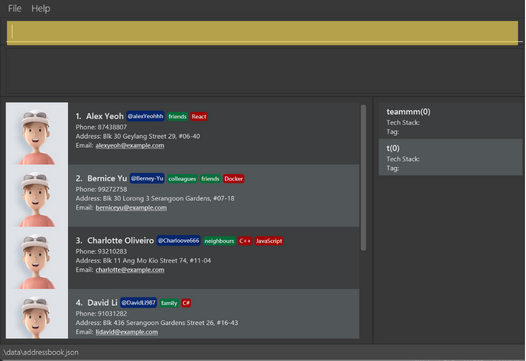 File Help
1. Alex Yeoh @alexYeohhh friends React
Phone: 87438807
Address: Blk 30 Geylang Street 29, #06-40
Email: alexyeoh@example.com
2. Bernice Yu @Berney-Yu colleagues friends Docker
Phone: 99272758
Address: Blk 30 Lorong 3 Serangoon Gardens, #07-18
Email: berniceyu@example.com
3. Charlotte Oliveiro @Charloove666 neighbours C++ JavaScript
Phone: 93210283
Address: Blk 11 Ang Mo Kio Street 74, #11-04
Email: charlotte@example.com
4. David Li @DavidLi987 family C#
Phone: 91031282
Address: Blk 436 Serangoon Gardens Street 26, #16-43
Email: lidavid@example.com
teammm(0)
Tech Stack:
Tag:
t(0)
Tech Stack:
Tag:
.\data\addressbook.json